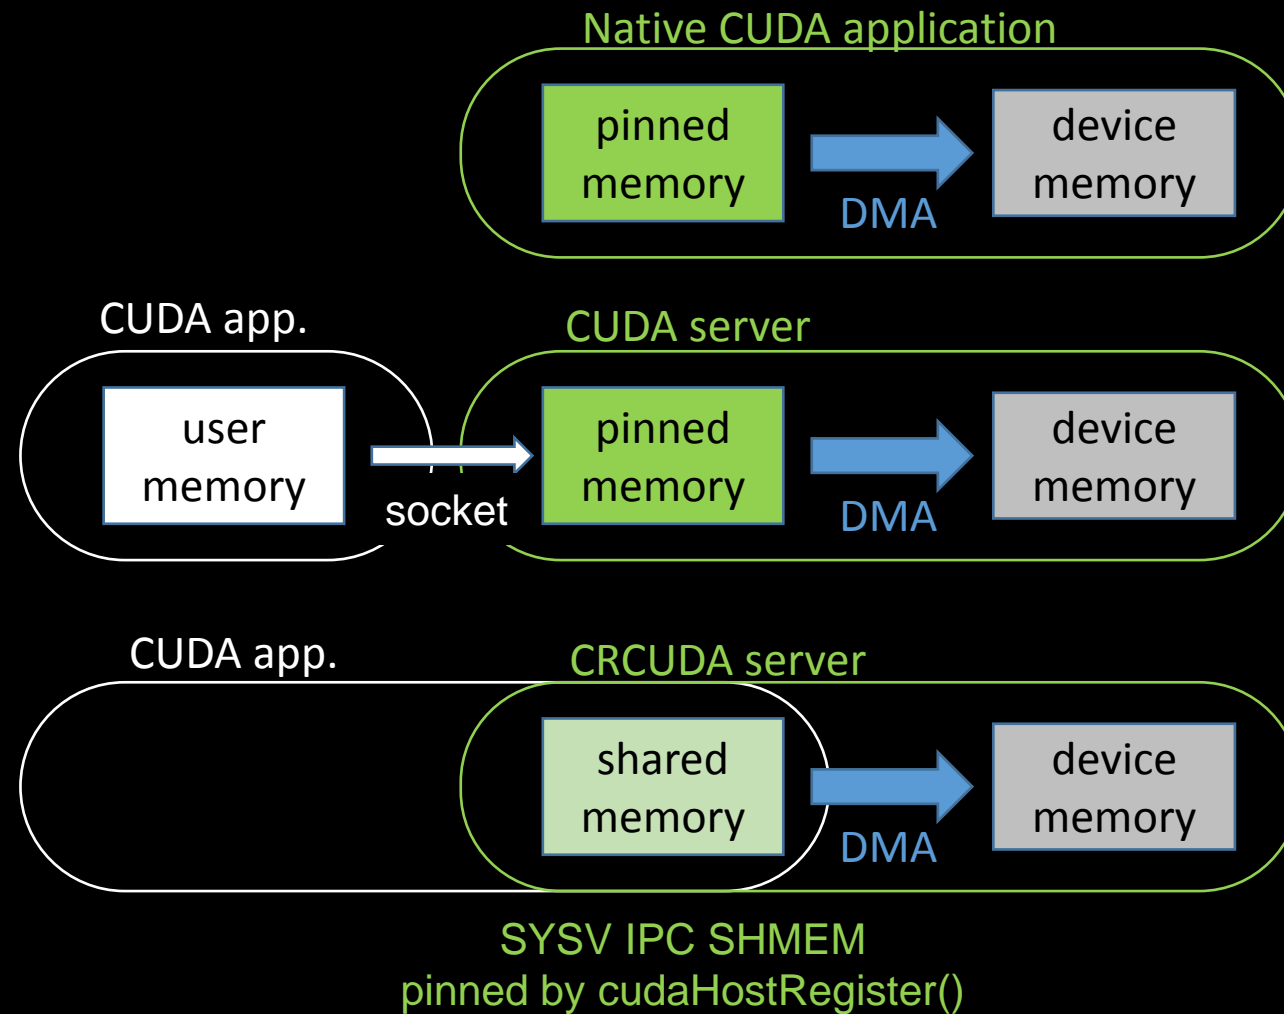 Native CUDA application
pinned
memory
DMA
device
memory
CUDA app.
CUDA server
user
memory
socket
pinned
memory
DMA
device
memory
CUDA app.
CRCUDA server
shared
memory
DMA
device
memory
SYSV IPC SHMEM
pinned by cudaHostRegister()